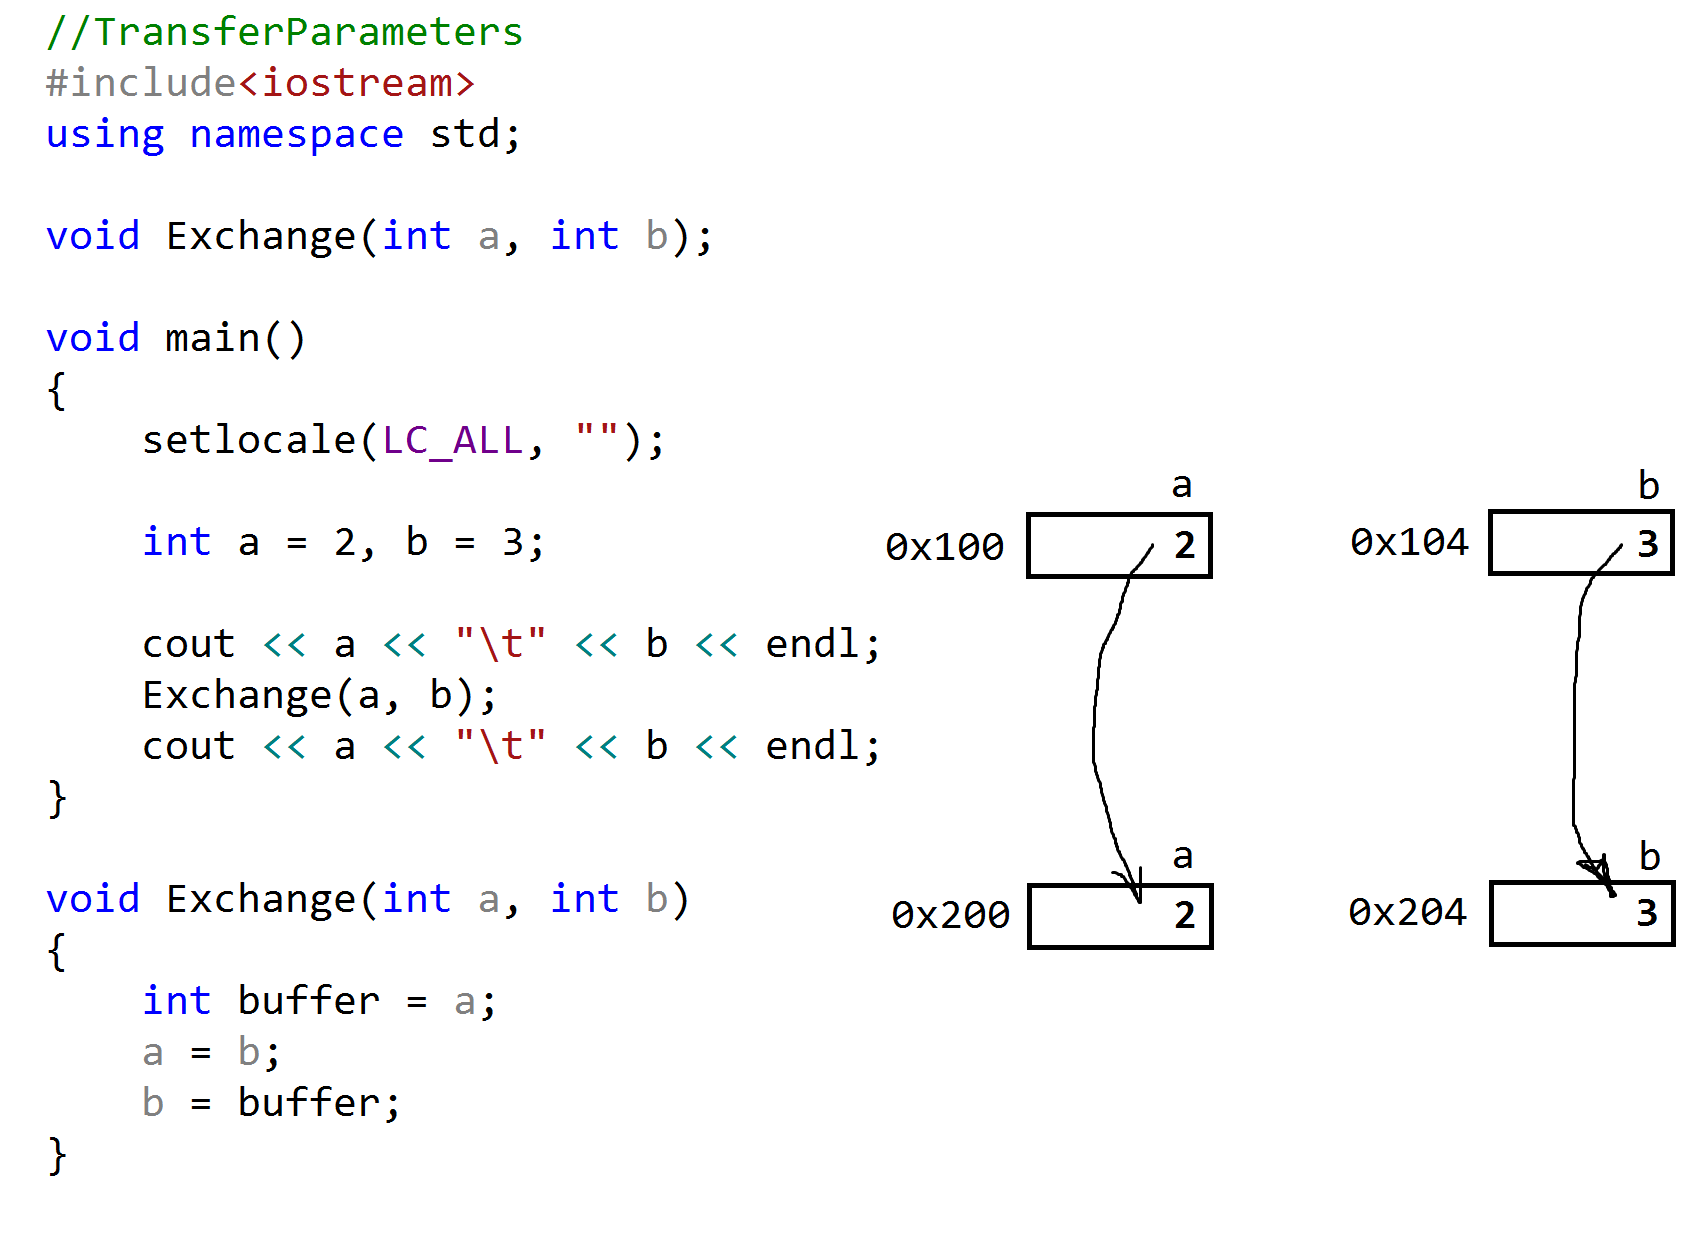 //TransferParameters
#include<iostream>
using namespace std;
void Exchange(int a, int b);
void main()
{
setlocale(LC_ALL, "");
int a = 2, b = 3;
cout << a << "\t" << b << endl;
Exchange(a, b);
cout << a << "\t" << b << endl;
}
void Exchange(int a, int b)
{
int buffer = a;
a = b;
b = buffer;
}
a
b
0x100 2
0x104 3
a
b
0x200 2
0x204 3